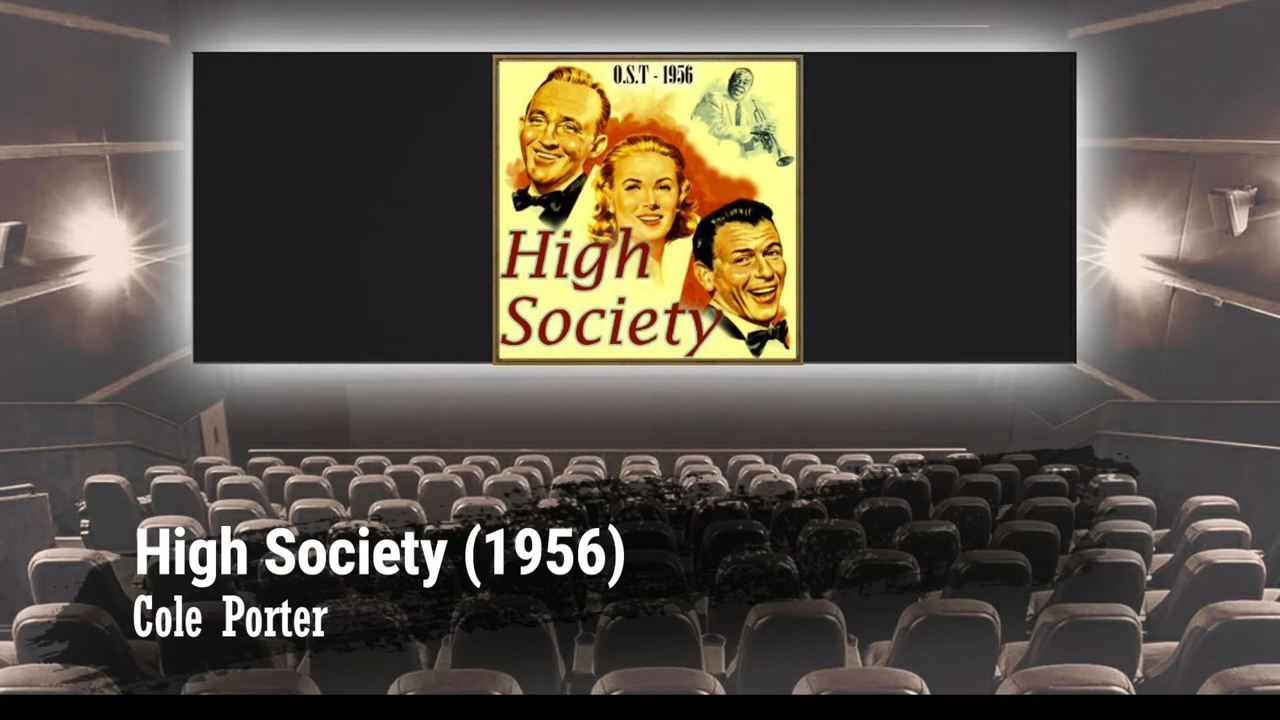 O.S.T - 1956
High
Society
High Society (1956)
Cole Porter